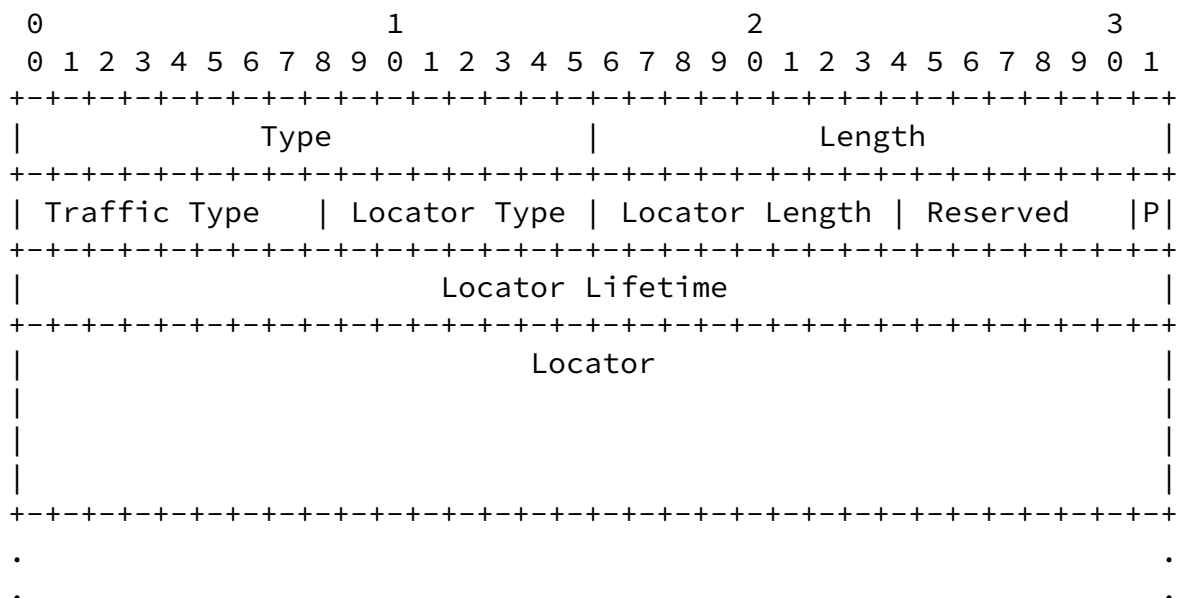 0                   1                   2                   3
 0 1 2 3 4 5 6 7 8 9 0 1 2 3 4 5 6 7 8 9 0 1 2 3 4 5 6 7 8 9 0 1
+-+-+-+-+-+-+-+-+-+-+-+-+-+-+-+-+-+-+-+-+-+-+-+-+-+-+-+-+-+-+-+-+
|             Type              |            Length             |
+-+-+-+-+-+-+-+-+-+-+-+-+-+-+-+-+-+-+-+-+-+-+-+-+-+-+-+-+-+-+-+-+
| Traffic Type   | Locator Type | Locator Length | Reserved   |P|
+-+-+-+-+-+-+-+-+-+-+-+-+-+-+-+-+-+-+-+-+-+-+-+-+-+-+-+-+-+-+-+-+
|                       Locator Lifetime                        |
+-+-+-+-+-+-+-+-+-+-+-+-+-+-+-+-+-+-+-+-+-+-+-+-+-+-+-+-+-+-+-+-+
|                            Locator                            |
|                                                               |
|                                                               |
|                                                               |
+-+-+-+-+-+-+-+-+-+-+-+-+-+-+-+-+-+-+-+-+-+-+-+-+-+-+-+-+-+-+-+-+
.                                                               .
.                                                               .